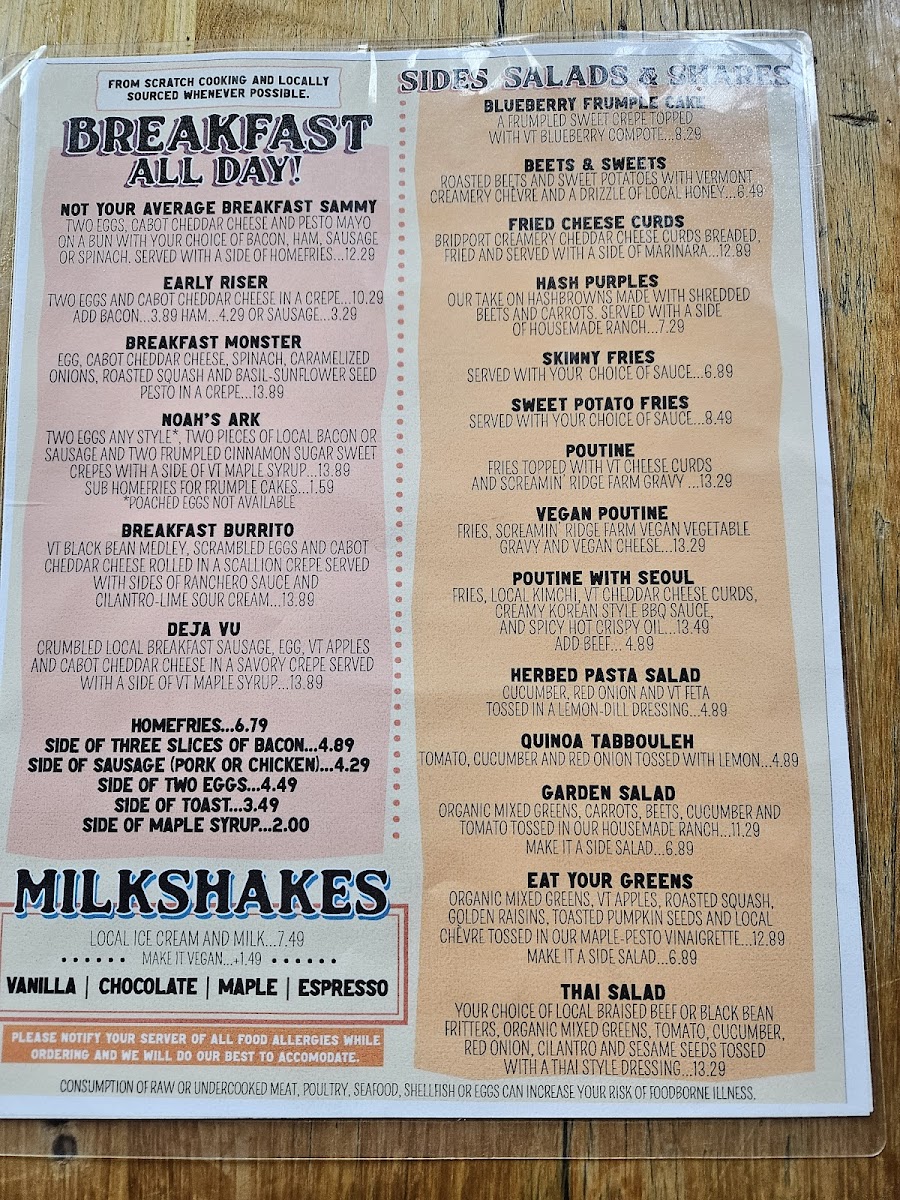 FROM SCRATCH COOKING AND LOCALLY
SOURCED WHENEVER POSSIBLE.
BREAKFAST
ALL DAY!
NOT YOUR AVERAGE BREAKFAST SAMMY
TWO EGGS, CABOT CHEDDAR CHEESE AND PESTO MAYO
ON A BUN WITH YOUR CHOICE OF BACON, HAM, SAUSAGE
OR SPINACH. SERVED WITH A SIDE OF HOMEFRIES...12.29
EARLY RISER
TWO EGGS AND CABOT CHEDDAR CHEESE IN A CREPE...10.29
ADD BACON...3.89 HAM...4.29 OR SAUSAGE...3.29
BREAKFAST MONSTER
EGG, CABOT CHEDDAR CHEESE, SPINACH, CARAMELIZED
ONIONS, ROASTED SQUASH AND BASIL-SUNFLOWER SEED
PESTO IN A CREPE...13.89
NOAH'S ARK
TWO EGGS ANY STYLE*, TWO PIECES OF LOCAL BACON OR
SAUSAGE AND TWO FRUMPLED CINNAMON SUGAR SWEET
CREPES WITH A SIDE OF VT MAPLE SYRUP...13.89
SUB HOMEFRIES FOR FRUMPLE CAKES...1.59
*POACHED EGGS NOT AVAILABLE
BREAKFAST BURRITO
VT BLACK BEAN MEDLEY, SCRAMBLED EGGS AND CABOT
CHEDDAR CHEESE ROLLED IN A SCALLION CREPE SERVED
WITH SIDES OF RANCHERO SAUCE AND
CILANTRO-LIME SOUR CREAM...13.89
DEJA VU
CRUMBLED LOCAL BREAKFAST SAUSAGE, EGG, VT APPLES
AND CABOT CHEDDAR CHEESE IN A SAVORY CREPE SERVED
WITH A SIDE OF VT MAPLE SYRUP...13.89
HOMEFRIES...6.79
SIDE OF THREE SLICES OF BACON...4.89
SIDE OF SAUSAGE (PORK OR CHICKEN)...4.29
SIDE OF TWO EGGS...4.49
SIDE OF TOAST...3.49
SIDE OF MAPLE SYRUP...2.00
MILKSHAKES
LOCAL ICE CREAM AND MILK...7.49
MAKE IT VEGAN...+1.49
VANILLA | CHOCOLATE | MAPLE | ESPRESSO
PLEASE NOTIFY YOUR SERVER OF ALL FOOD ALLERGIES WHILE
ORDERING AND WE WILL DO OUR BEST TO ACCOMODATE.
SIDES, SALADS & SHARES
BLUEBERRY FRUMPLE CAKE
A FRUMPLED SWEET CREPE TOPPED
WITH VT BLUEBERRY COMPOTE...8.29
BEETS & SWEETS
ROASTED BEETS AND SWEET POTATOES WITH VERMONT
CREAMERY CHÈVRE AND A DRIZZLE OF LOCAL HONEY...6.49
FRIED CHEESE CURDS
BRIDPORT CREAMERY CHEDDAR CHEESE CURDS BREADED,
FRIED AND SERVED WITH A SIDE OF MARINARA...12.89
HASH PURPLES
OUR TAKE ON HASHBROWNS MADE WITH SHREDDED
BEETS AND CARROTS. SERVED WITH A SIDE
OF HOUSEMADE RANCH...7.29
SKINNY FRIES
SERVED WITH YOUR CHOICE OF SAUCE...6.89
SWEET POTATO FRIES
SERVED WITH YOUR CHOICE OF SAUCE...8.49
POUTINE
FRIES TOPPED WITH VT CHEESE CURDS
AND SCREAMIN' RIDGE FARM GRAVY ...13.29
VEGAN POUTINE
FRIES, SCREAMIN' RIDGE FARM VEGAN VEGETABLE
GRAVY AND VEGAN CHEESE...13.29
POUTINE WITH SEOUL
FRIES, LOCAL KIMCHI, VT CHEDDAR CHEESE CURDS,
CREAMY KOREAN STYLE BBQ SAUCE,
AND SPICY HOT CRISPY OIL...13.49
ADD BEEF... 4.89
HERBED PASTA SALAD
CUCUMBER, RED ONION AND VT FETA
TOSSED IN A LEMON-DILL DRESSING...4.89
QUINOA TABBOULEH
TOMATO, CUCUMBER AND RED ONION TOSSED WITH LEMON...4.89
GARDEN SALAD
ORGANIC MIXED GREENS, CARROTS, BEETS, CUCUMBER AND
TOMATO TOSSED IN OUR HOUSEMADE RANCH...11.29
MAKE IT A SIDE SALAD...6.89
EAT YOUR GREENS
ORGANIC MIXED GREENS, VT APPLES, ROASTED SQUASH,
GOLDEN RAISINS, TOASTED PUMPKIN SEEDS AND LOCAL
CHÈVRE TOSSED IN OUR MAPLE-PESTO VINAIGRETTE...12.89
MAKE IT A SIDE SALAD...6.89
THAI SALAD
YOUR CHOICE OF LOCAL BRAISED BEEF OR BLACK BEAN
FRITTERS, ORGANIC MIXED GREENS, TOMATO, CUCUMBER,
RED ONION, CILANTRO AND SESAME SEEDS TOSSED
WITH A THAI STYLE DRESSING...13.29
CONSUMPTION OF RAW OR UNDERCOOKED MEAT, POULTRY, SEAFOOD, SHELLFISH OR EGGS CAN INCREASE YOUR RISK OF FOODBORNE ILLNESS.